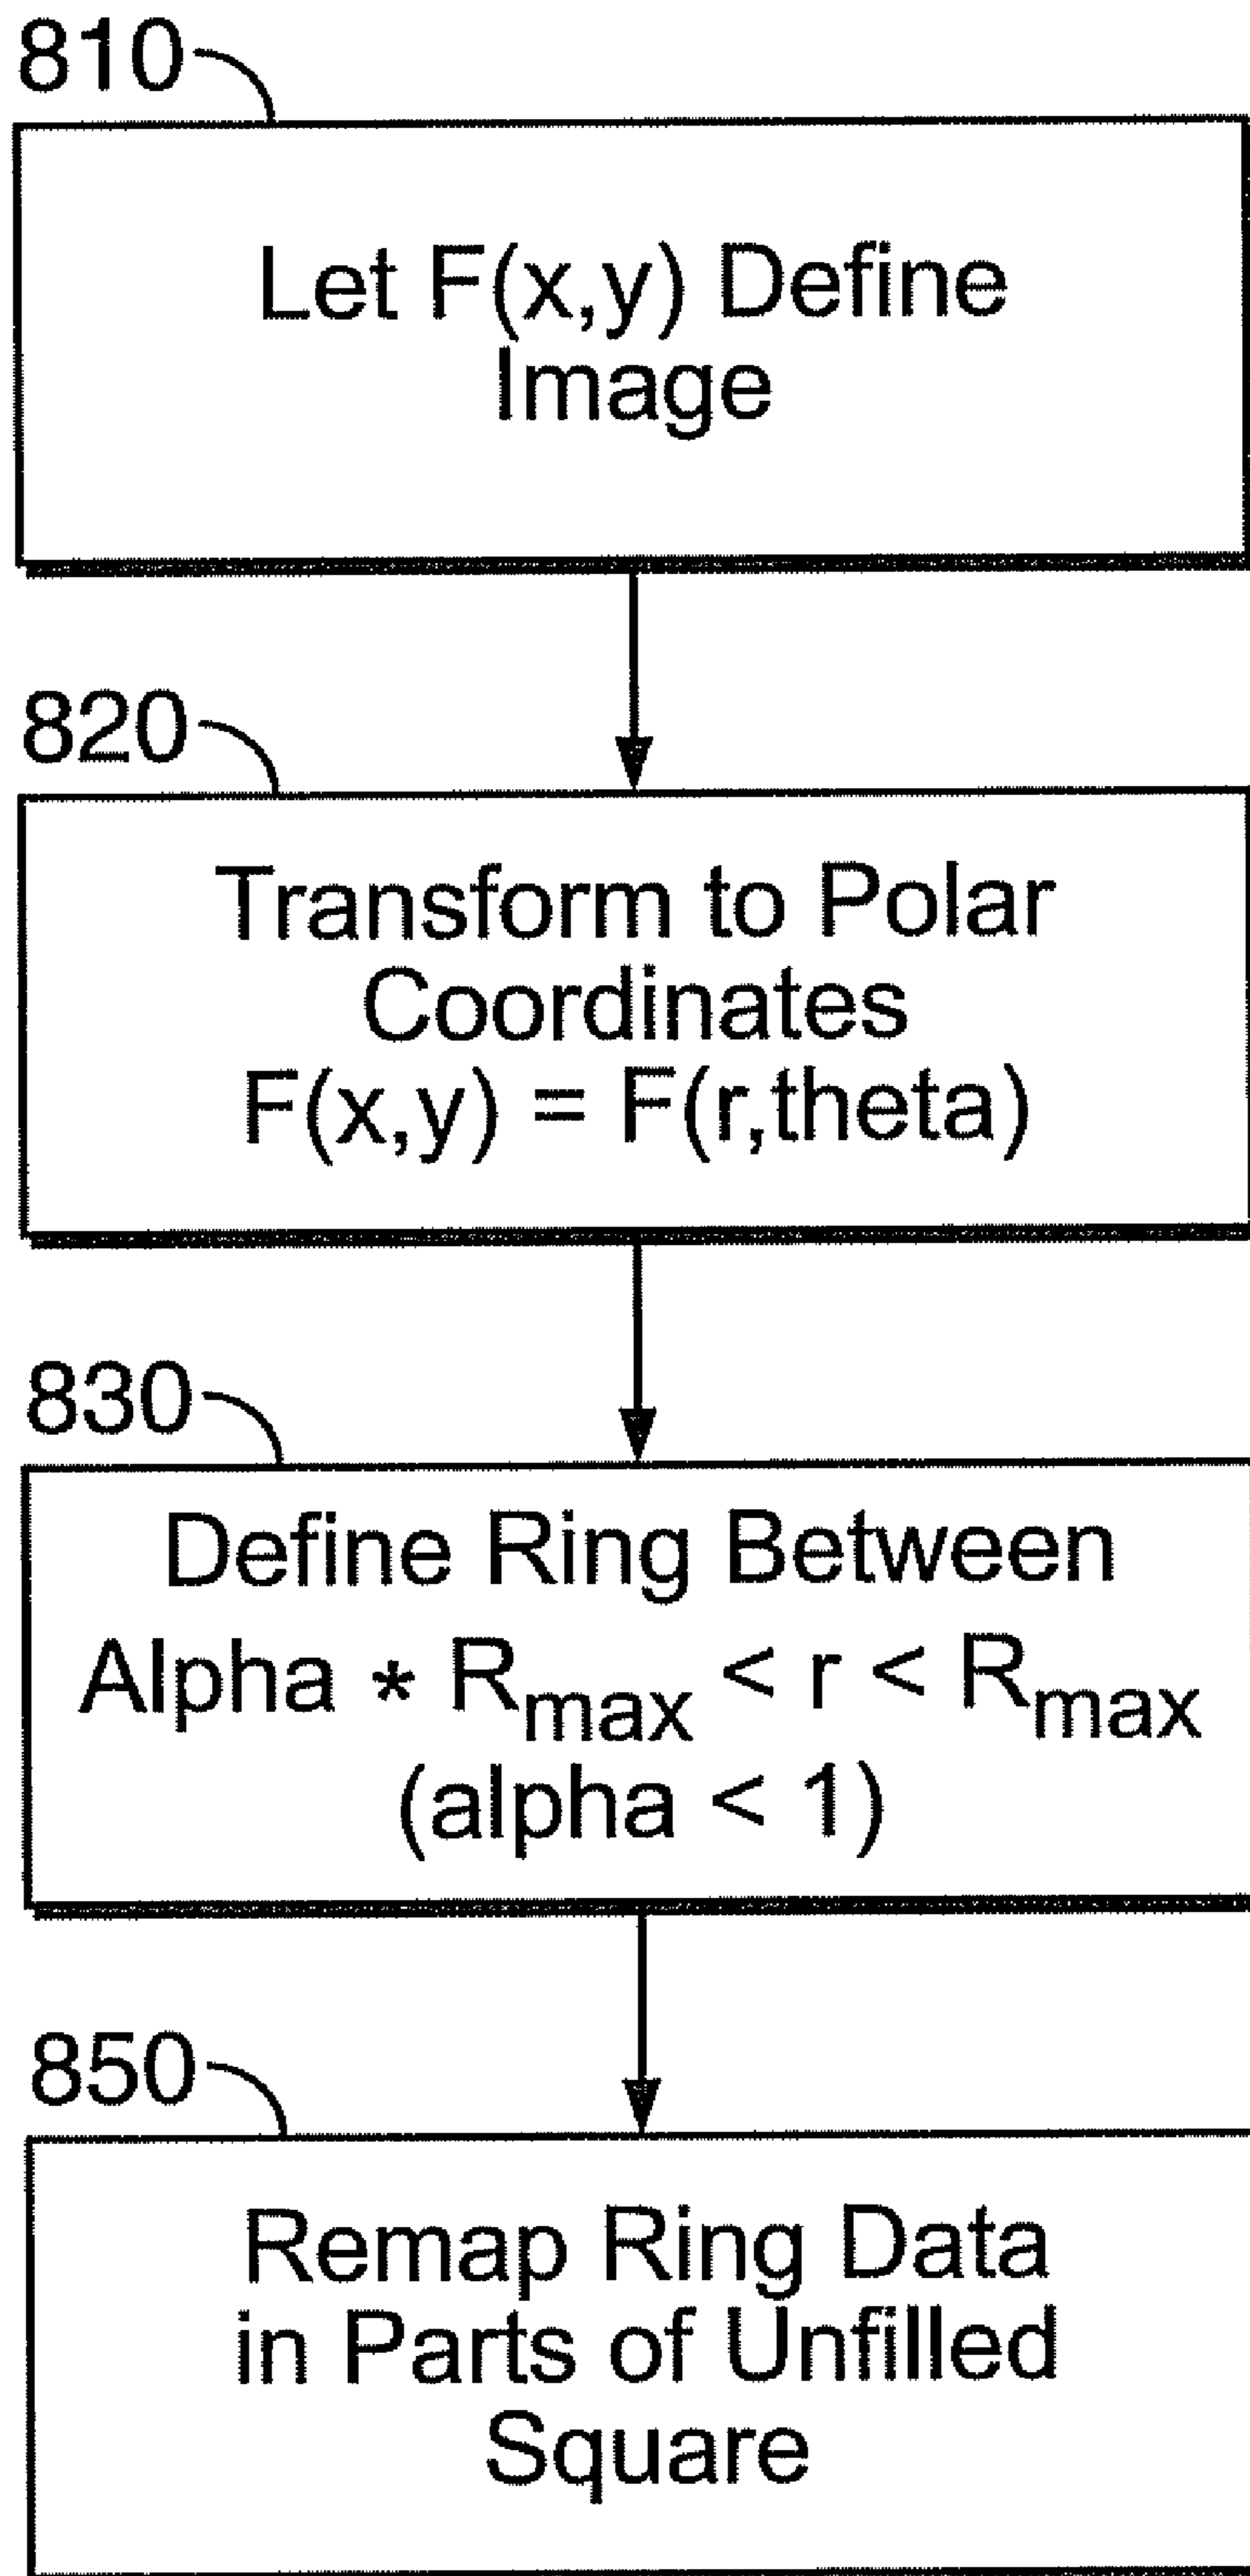 810
Let F(x,y) Define
Image
820
Transform to Polar
Coordinates
F(x,y) = F(r,theta)
830
Define Ring Between
Alpha * Rmax < r < Rmax
(alpha < 1)
850
Remap Ring Data
in Parts of Unfilled
Square